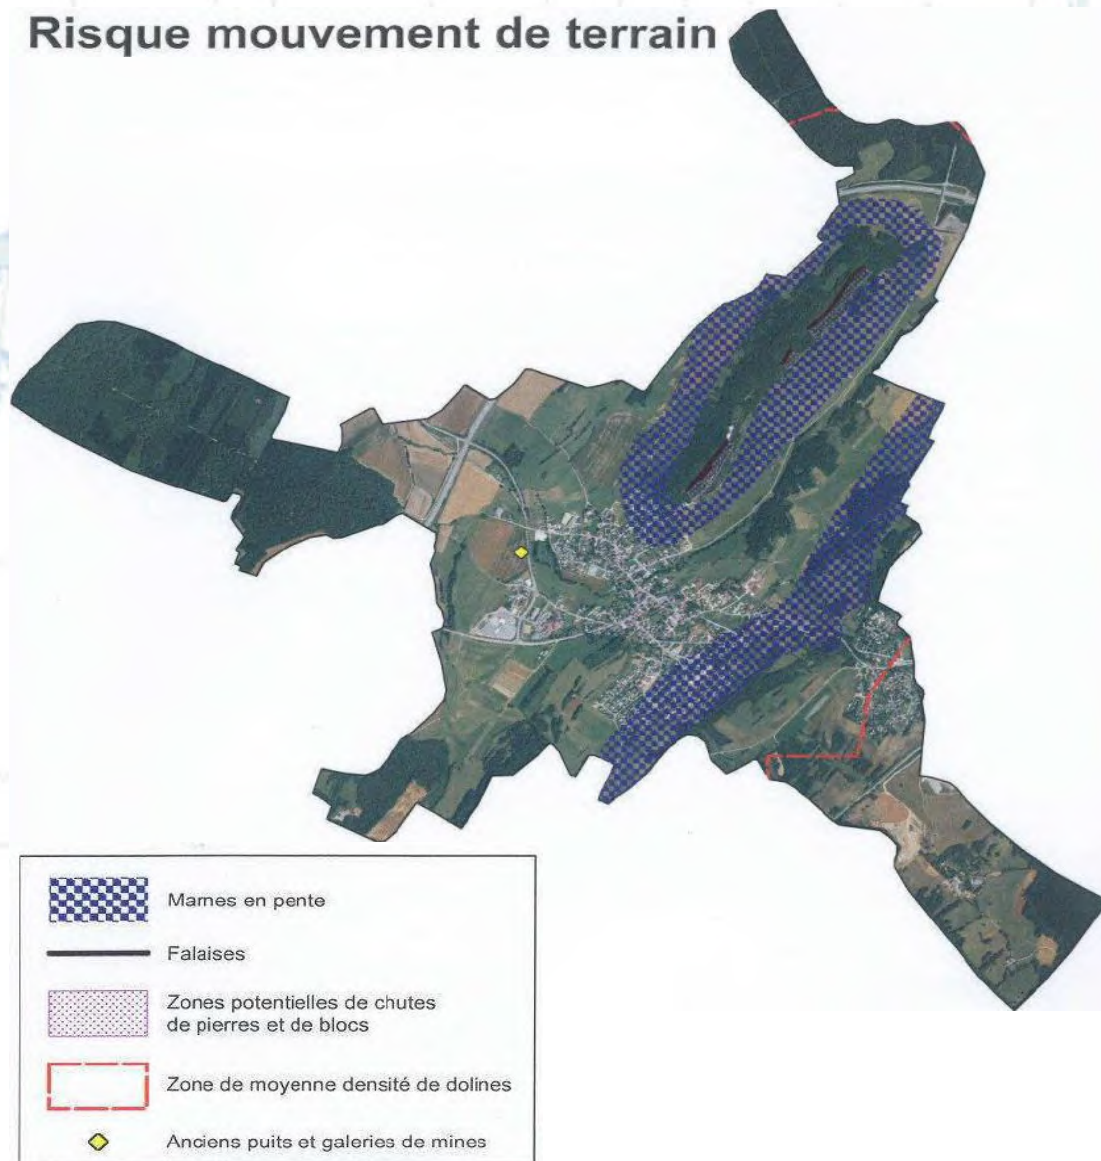 Risque mouvement de terrain
Marnes en pente
Falaises
Zones potentielles de chutes
de pierres et de blocs
Zone de moyenne densité de dolines
Anciens puits et galeries de mines